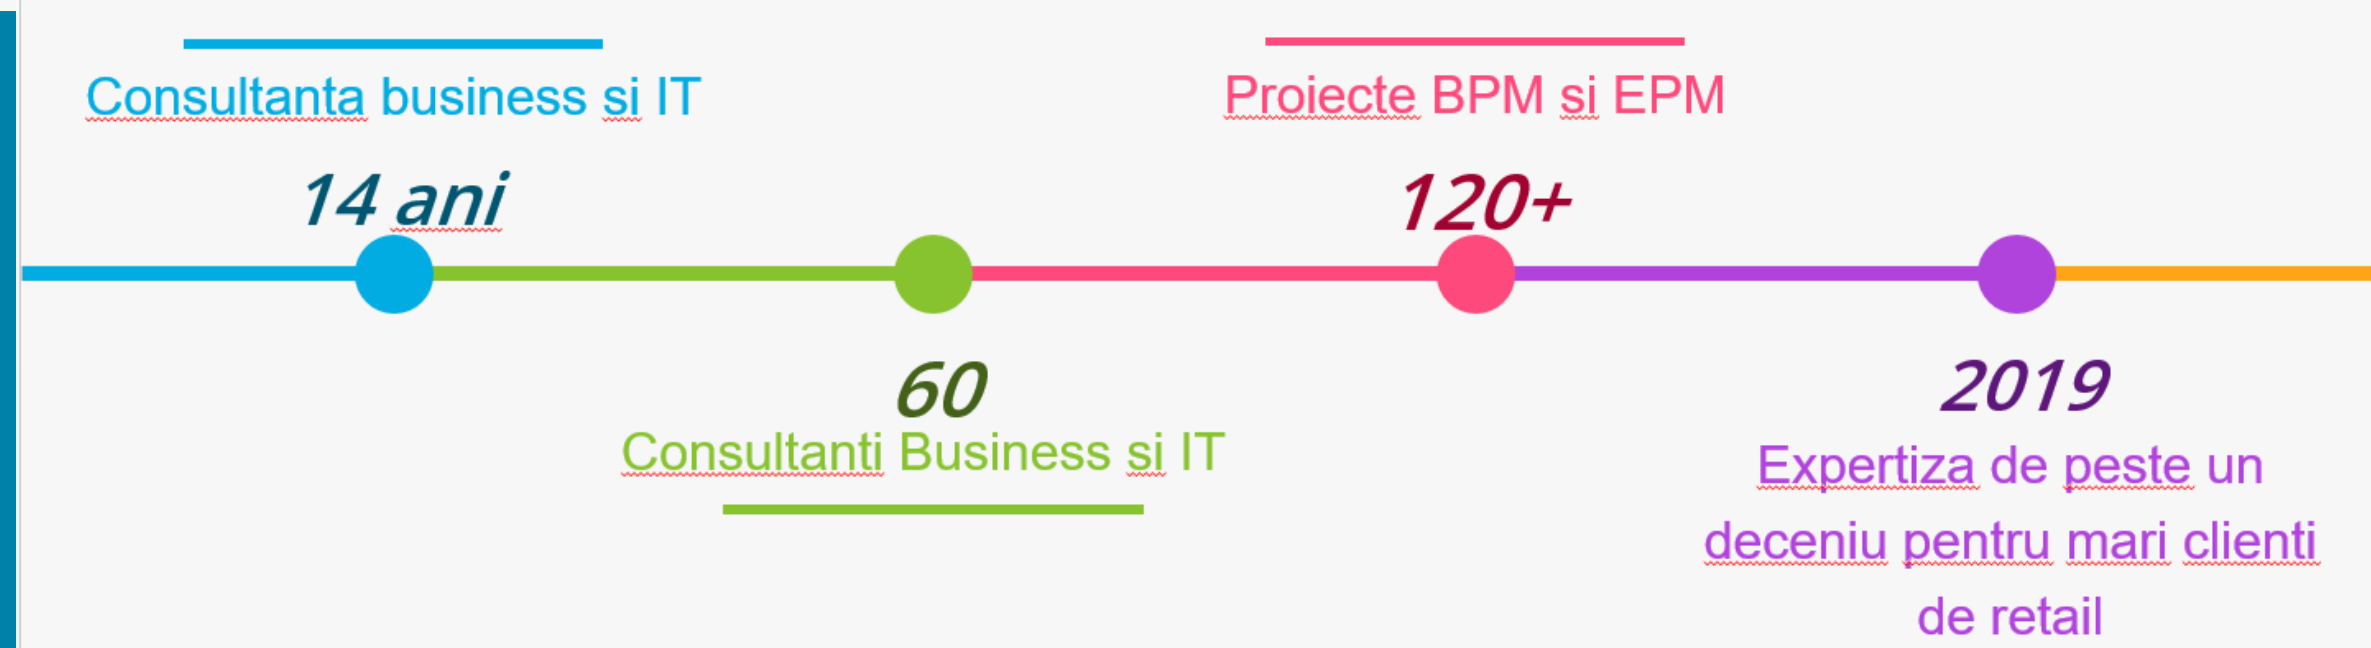 Consultanta business si IT
14 ani
60
Consultanti Business si IT
Proiecte BPM si EPM
120+
2019
Expertiza de peste un
deceniu pentru mari clienti
de retail